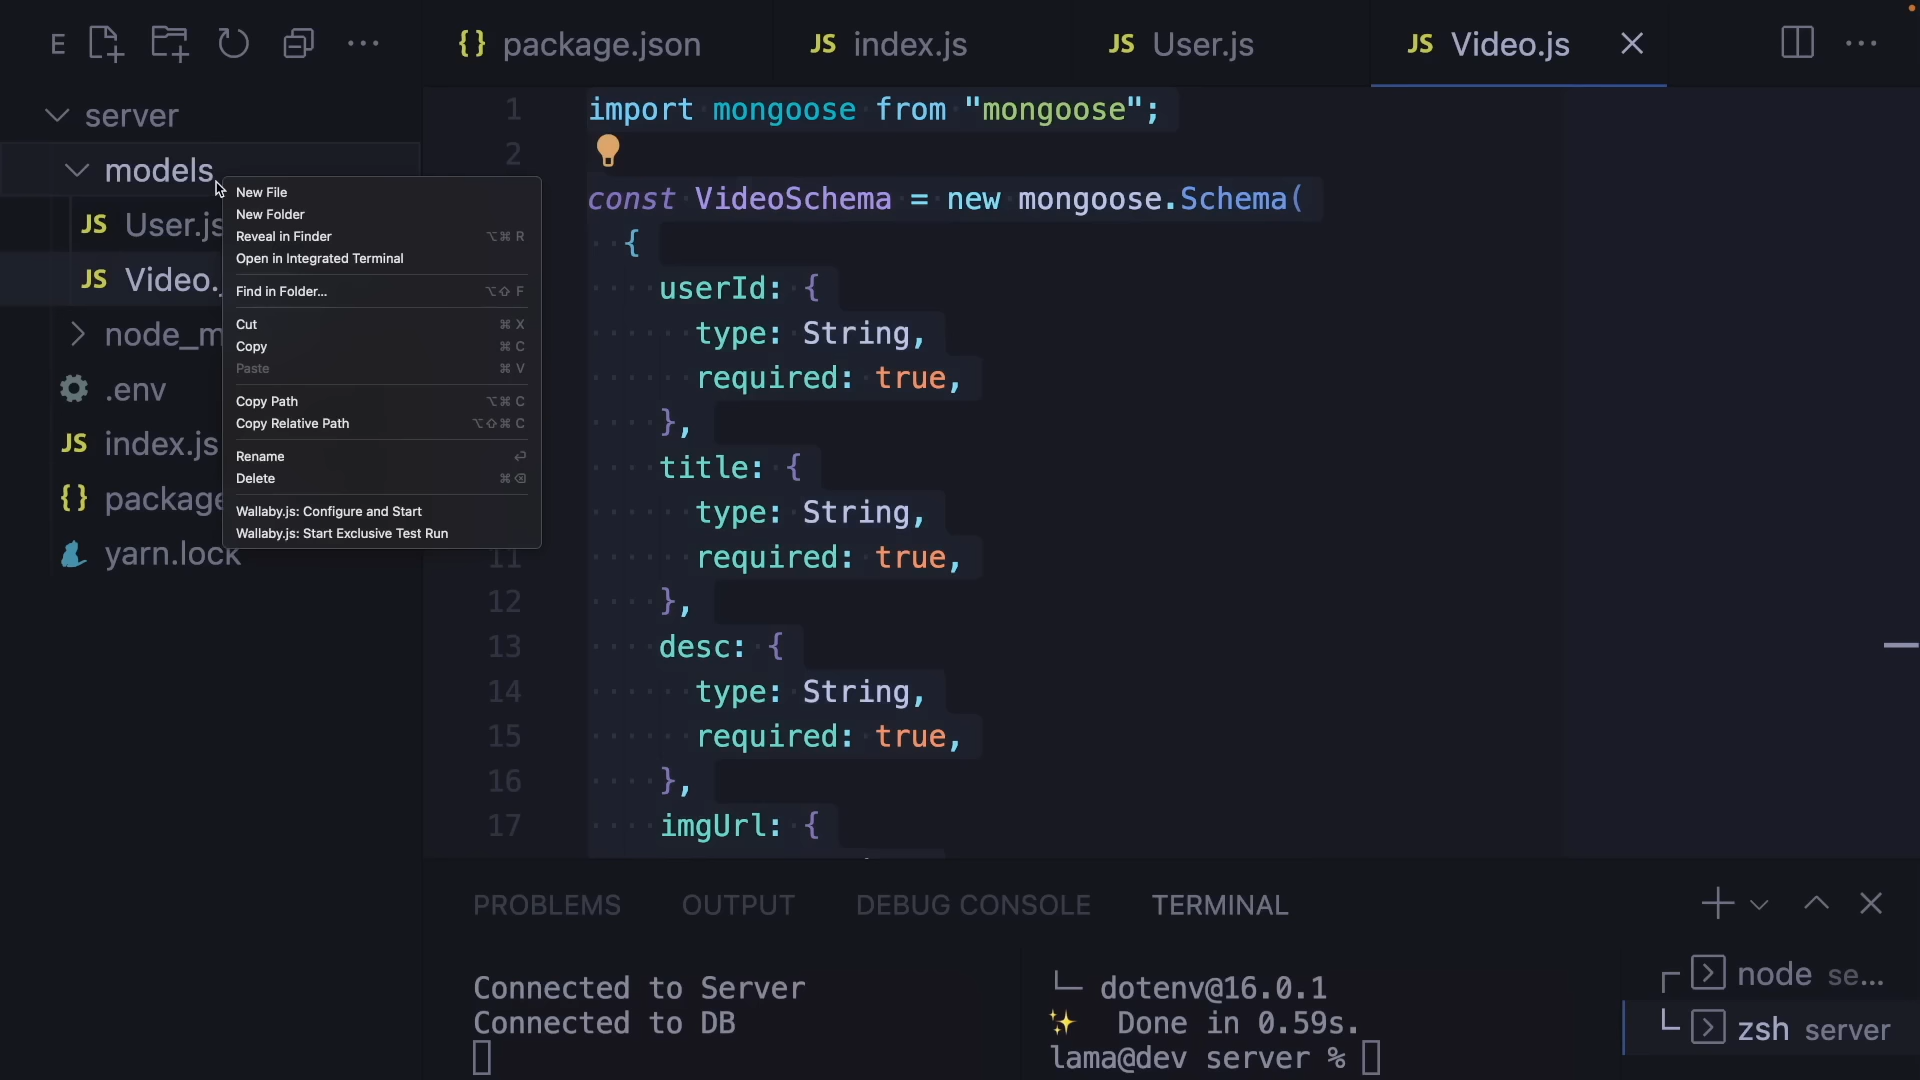 E
{} package.json
JS index.js
JS User.js
JS Video.js
server
models
JS User.js
JS Video.
node_m
.env
JS index.js
{} package
yarn.lock
New File
New Folder
Reveal in Finder ⌥⌘ R
Open in Integrated Terminal
Find in Folder... ⌥⇧ F
Cut ⌘ X
Copy ⌘ C
Paste ⌘ V
Copy Path ⌥⌘ C
Copy Relative Path ⌥⇧⌘ C
Rename ⏎
Delete ⌘⌫
Wallaby.js: Configure and Start
Wallaby.js: Start Exclusive Test Run
1 import mongoose from "mongoose";
2
const VideoSchema = new mongoose.Schema(
{
userId: {
type: String,
required: true,
},
title: {
type: String,
11 required: true,
12 },
13 desc: {
14 type: String,
15 required: true,
16 },
17 imgUrl: {
PROBLEMS
OUTPUT
DEBUG CONSOLE
TERMINAL
Connected to Server
Connected to DB
└─ dotenv@16.0.1
✨ Done in 0.59s.
lama@dev server %
node se...
zsh server